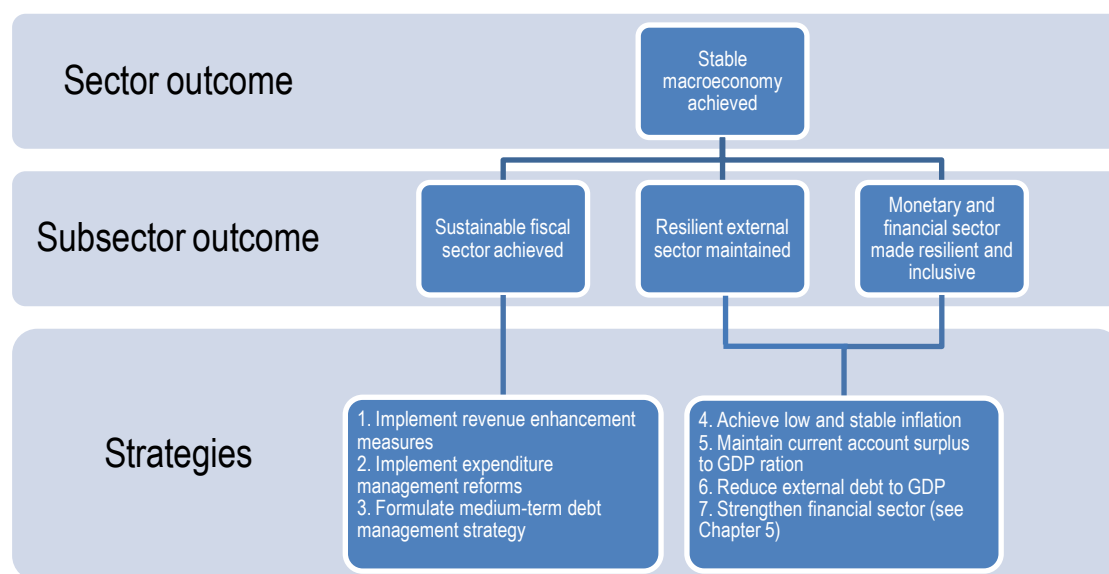 Sector outcome
Stable
macroeconomy
achieved
Subsector outcome
Sustainable fiscal
sector achieved
Resilient external
sector maintained
Monetary and
financial sector
made resilient and
inclusive
Strategies
1. Implement revenue enhancement
measures
2. Implement expenditure
management reforms
3. Formulate medium-term debt
management strategy
4. Achieve low and stable inflation
5. Maintain current account surplus
to GDP ration
6. Reduce external debt to GDP
7. Strengthen financial sector (see
Chapter 5)